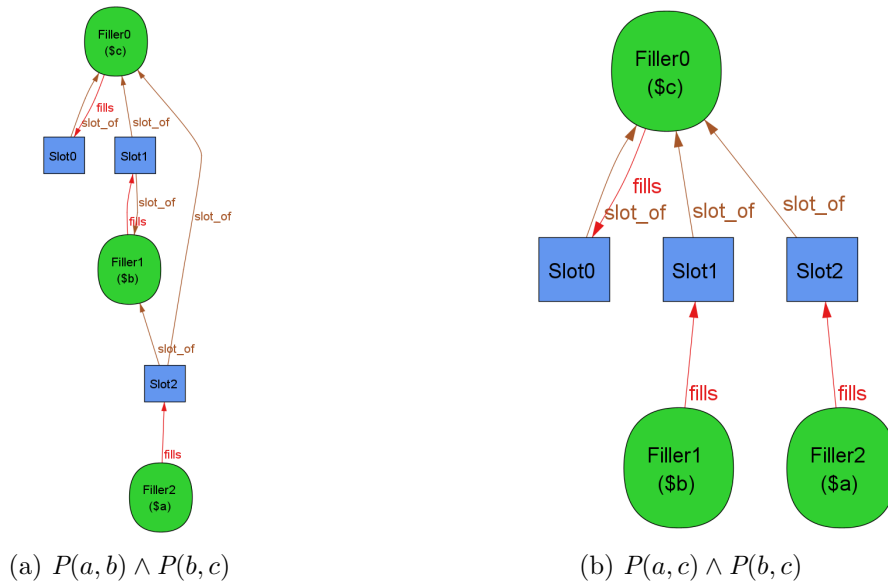 Filler0
($c)
fills
slot_of
Slot0
Slot1
slot_of
fills
slot_of
Filler1
($b)
slot_of
Slot2
fills
Filler2
($a)
(a) P(a, b) ∧ P(b, c)
Filler0
($c)
fills
slot_of
slot_of
slot_of
Slot0
Slot1
Slot2
fills
fills
Filler1
($b)
Filler2
($a)
(b) P(a, c) ∧ P(b, c)